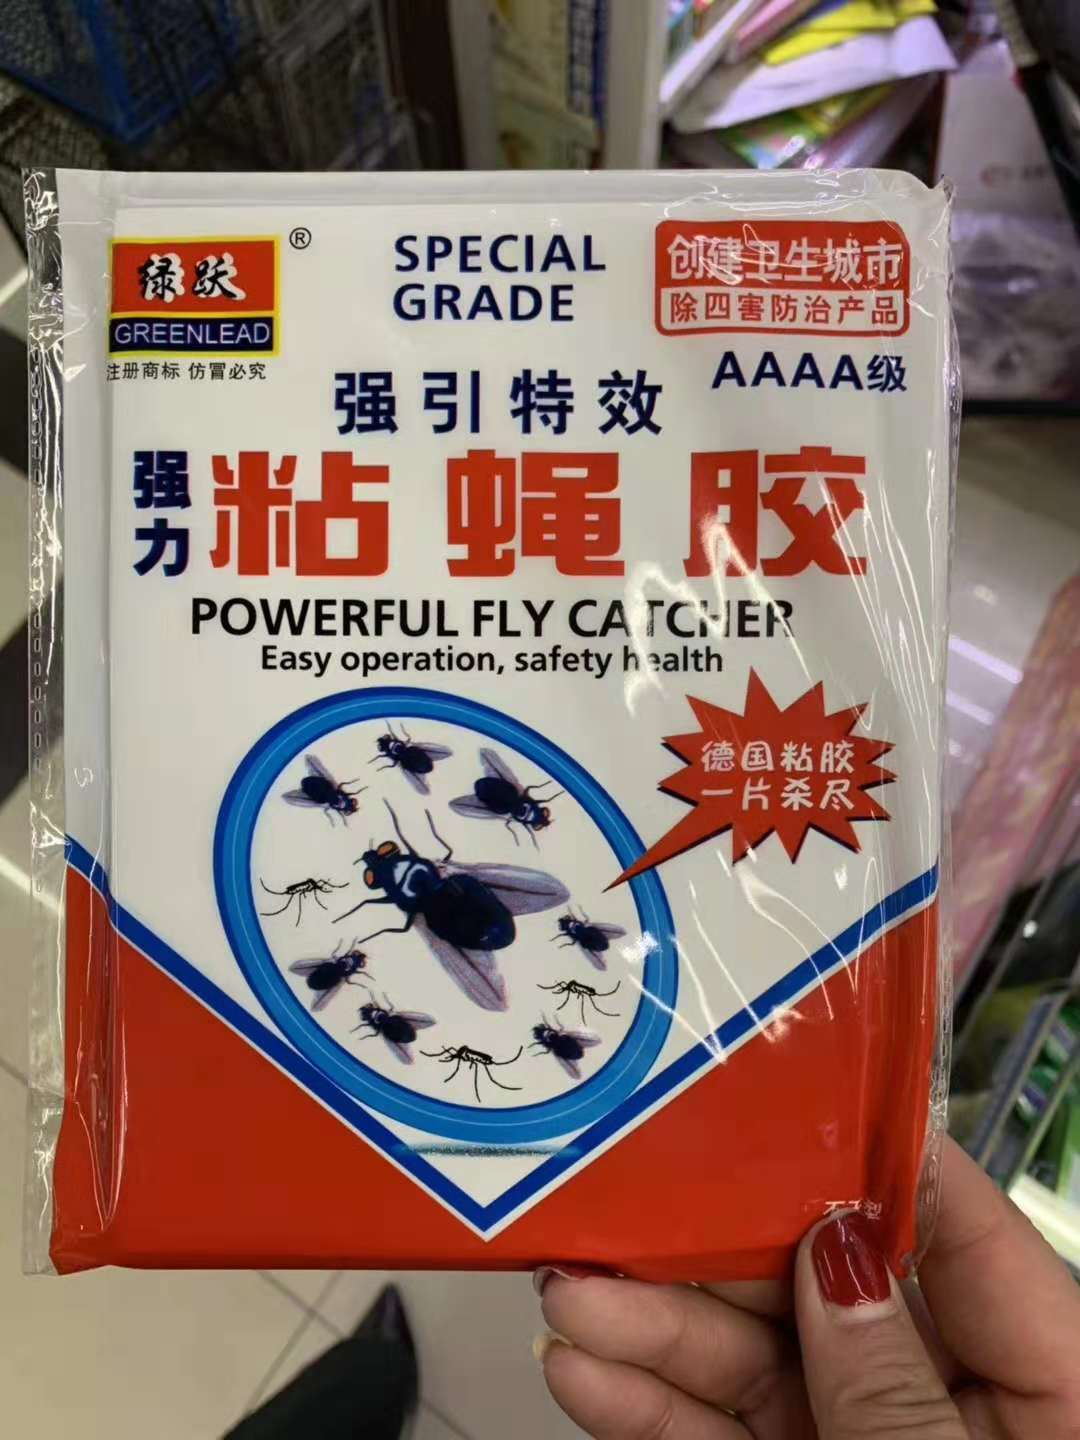 绿跃
®
GREENLEAD
注册商标 仿冒必究
SPECIAL
GRADE
创建卫生城市
除四害防治产品
AAAA级
强引特效
强力
粘蝇胶
POWERFUL FLY CATCHER
Easy operation, safety health
德国粘胶
一片杀尽